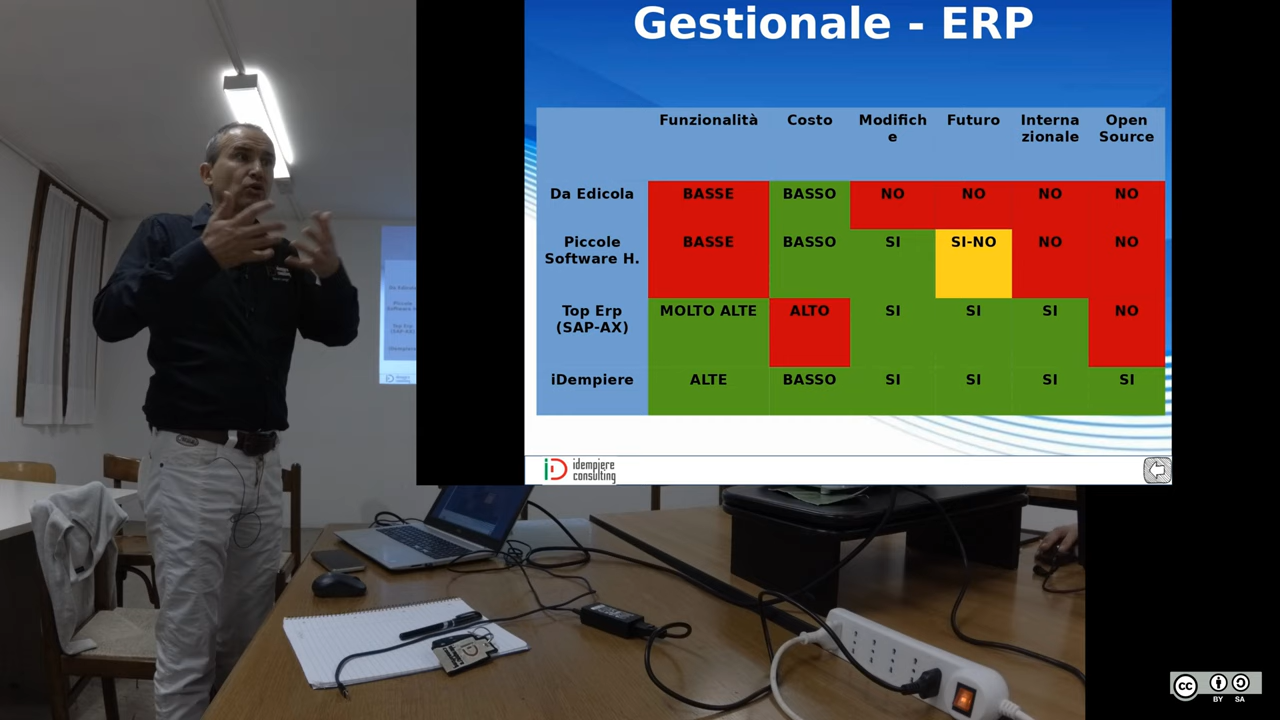 Gestionale - ERP
Funzionalità Costo Modifich Futuro Interna Open
e zionale Source
Da Edicola BASSE BASSO NO NO NO NO
Piccole BASSE BASSO SI SI-NO NO NO
Software H.
Top Erp MOLTO ALTE ALTO SI SI SI NO
(SAP-AX)
iDempiere ALTE BASSO SI SI SI SI
idempiere
consulting
cc
BY SA